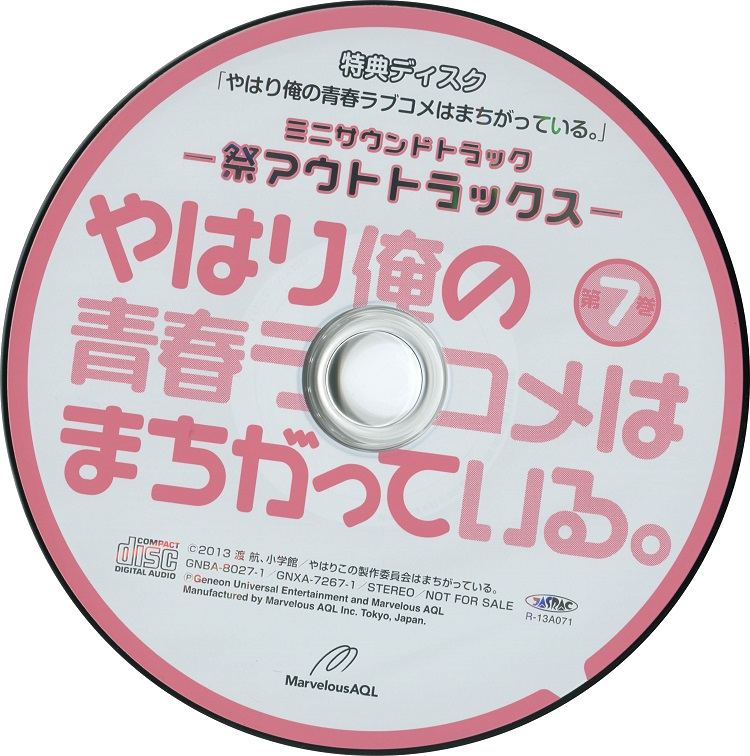 特典ディスク
「やはり俺の青春ラブコメはまちがっている。」
ミニサウンドトラック
―祭アウトトラックス―
やはり俺の
第7巻
青春ラブコメは
まちがっている。
COMPACT
disc
DIGITAL AUDIO
©2013 渡 航、小学館／やはりこの製作委員会はまちがっている。
GNBA-8027-1／GNXA-7267-1／STEREO／NOT FOR SALE
ⓅGeneon Universal Entertainment and Marvelous AQL
Manufactured by Marvelous AQL Inc. Tokyo, Japan.
JASRAC
R-13A071
MarvelousAQL